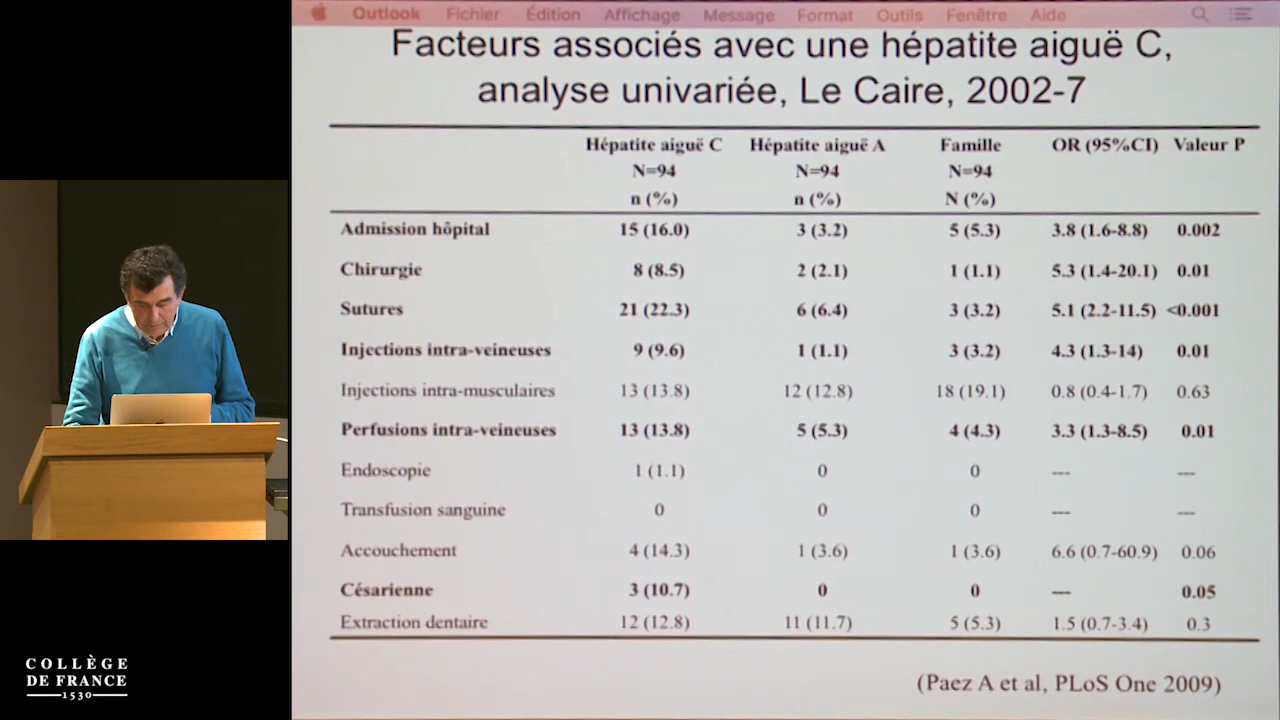 Outlook Fichier Édition Affichage Message Format Outils Fenêtre Aide
Facteurs associés avec une hépatite aiguë C,
analyse univariée, Le Caire, 2002-7
Hépatite aiguë C Hépatite aiguë A Famille OR (95%CI) Valeur P
N=94 N=94 N=94
n (%) n (%) N (%)
Admission hôpital 15 (16.0) 3 (3.2) 5 (5.3) 3.8 (1.6-8.8) 0.002
Chirurgie 8 (8.5) 2 (2.1) 1 (1.1) 5.3 (1.4-20.1) 0.01
Sutures 21 (22.3) 6 (6.4) 3 (3.2) 5.1 (2.2-11.5) <0.001
Injections intra-veineuses 9 (9.6) 1 (1.1) 3 (3.2) 4.3 (1.3-14) 0.01
Injections intra-musculaires 13 (13.8) 12 (12.8) 18 (19.1) 0.8 (0.4-1.7) 0.63
Perfusions intra-veineuses 13 (13.8) 5 (5.3) 4 (4.3) 3.3 (1.3-8.5) 0.01
Endoscopie 1 (1.1) 0 0 --- ---
Transfusion sanguine 0 0 0 --- ---
Accouchement 4 (14.3) 1 (3.6) 1 (3.6) 6.6 (0.7-60.9) 0.06
Césarienne 3 (10.7) 0 0 --- 0.05
Extraction dentaire 12 (12.8) 11 (11.7) 5 (5.3) 1.5 (0.7-3.4) 0.3
(Paez A et al, PLoS One 2009)
COLLÈGE
DE FRANCE
1530